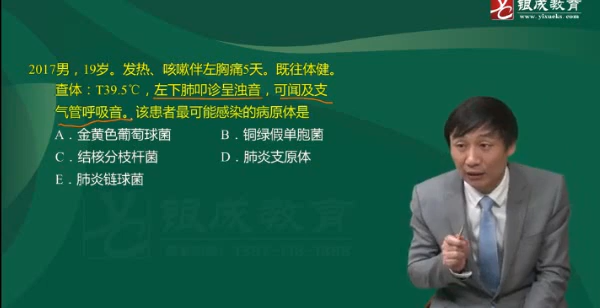 银成教育
www.yixueks.com
2017男，19岁。发热、咳嗽伴左胸痛5天。既往体健。
查体：T39.5℃，左下肺叩诊呈浊音，可闻及支
气管呼吸音。该患者最可能感染的病原体是
A．金黄色葡萄球菌 B．铜绿假单胞菌
C．结核分枝杆菌 D．肺炎支原体
E．肺炎链球菌
银成教育